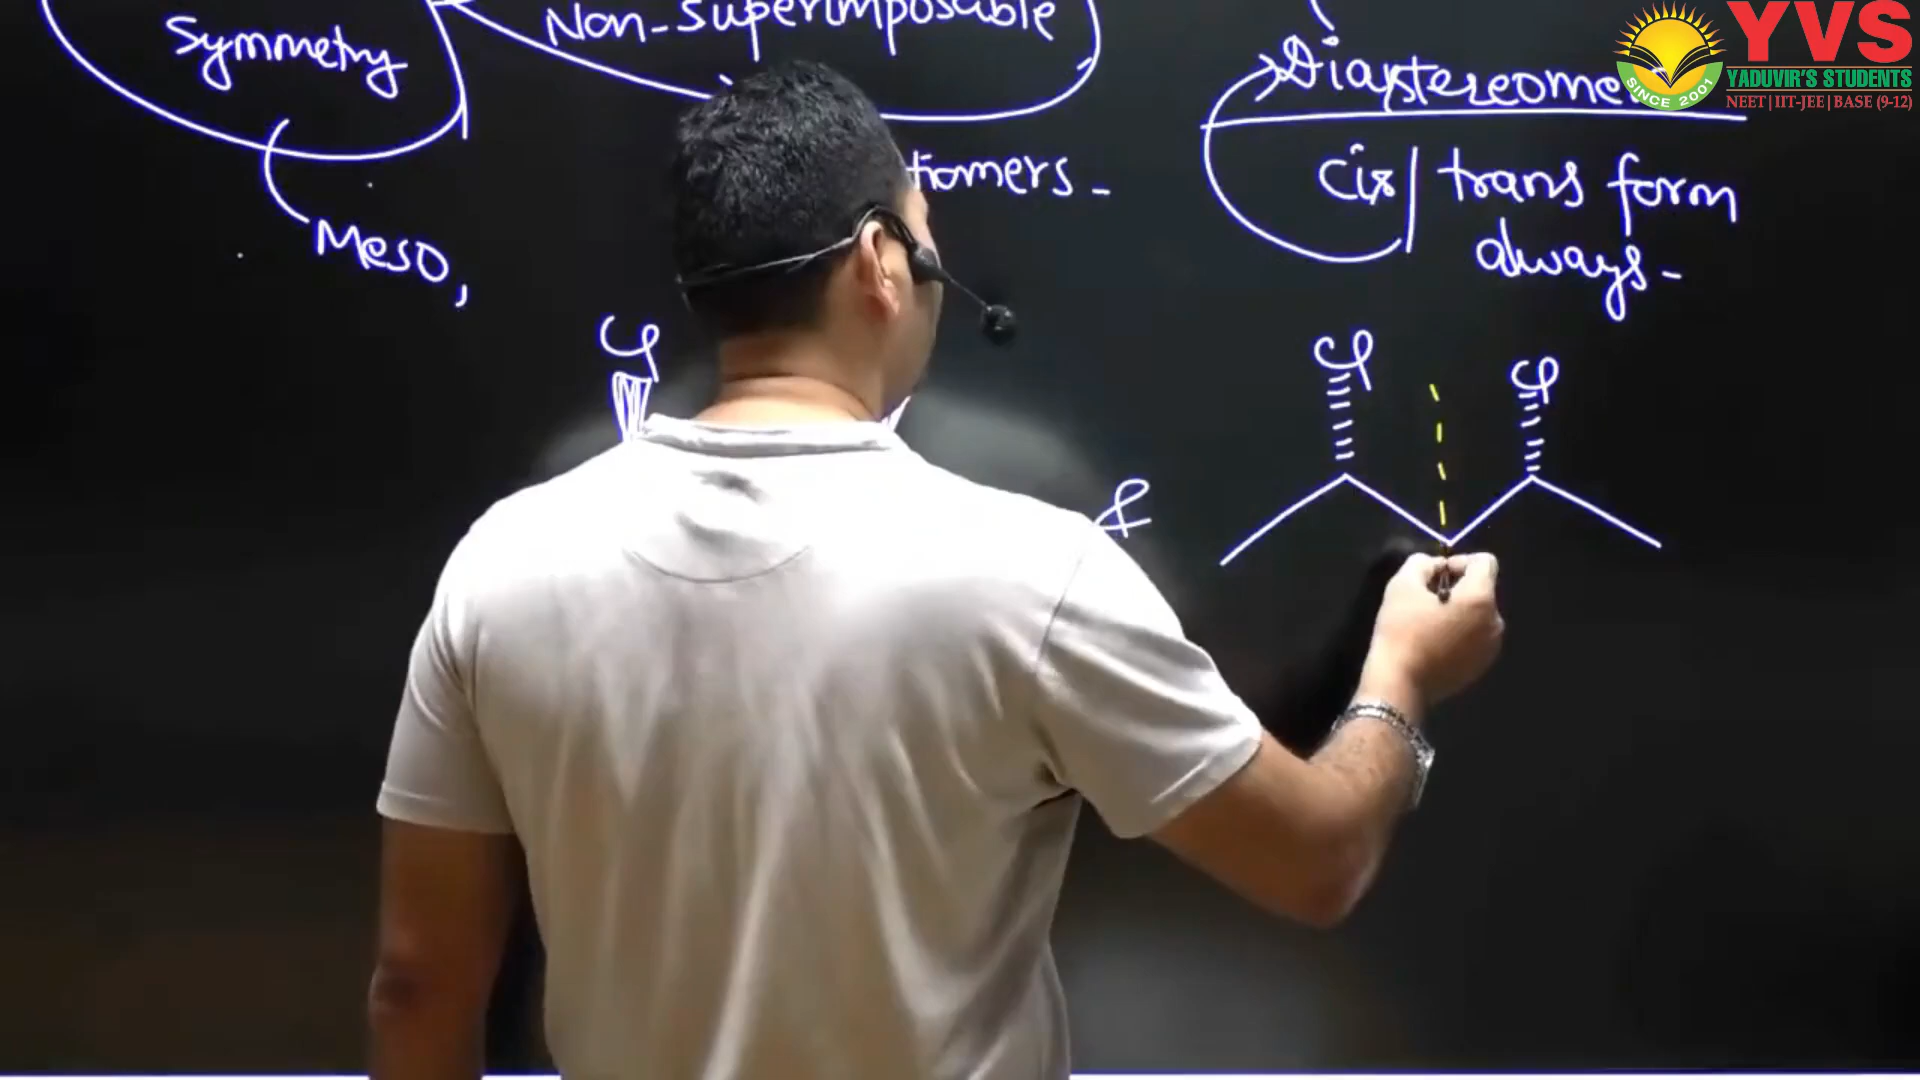 Symmetry
Non-Superimposable
Meso,
tiomers -
Diastereome
Cis/ trans form
always -
Cl
Cl
Cl
&
YVS
YADUVIR'S STUDENTS
NEET | IIT-JEE | BASE (9-12)
SINCE 2001